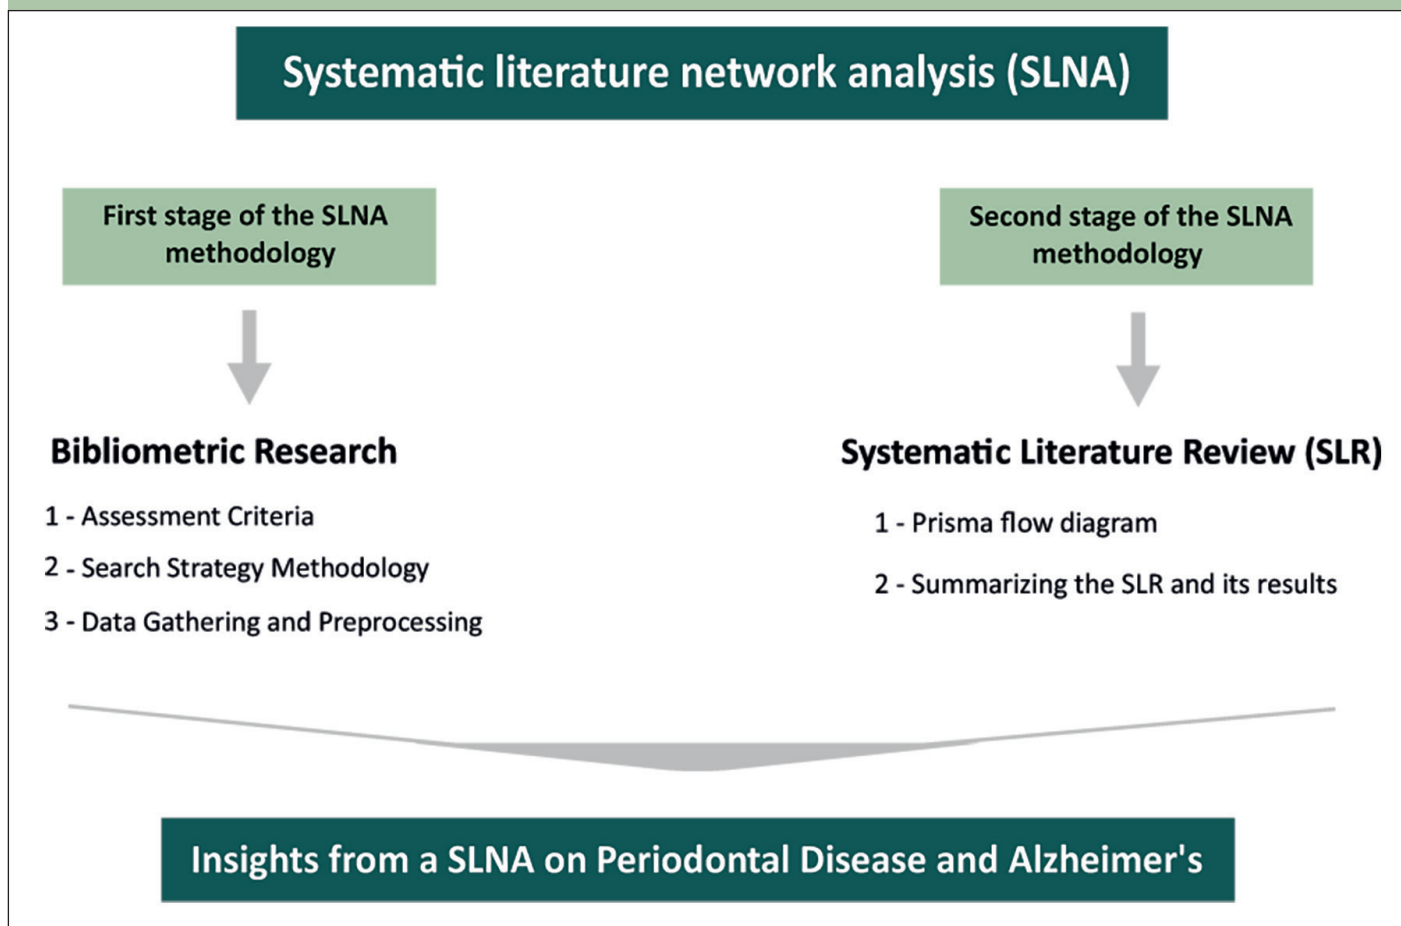 Systematic literature network analysis (SLNA)
First stage of the SLNA
methodology
Bibliometric Research
1 - Assessment Criteria
2 - Search Strategy Methodology
3 - Data Gathering and Preprocessing
Second stage of the SLNA
methodology
Systematic Literature Review (SLR)
1 - Prisma flow diagram
2 - Summarizing the SLR and its results
Insights from a SLNA on Periodontal Disease and Alzheimer's